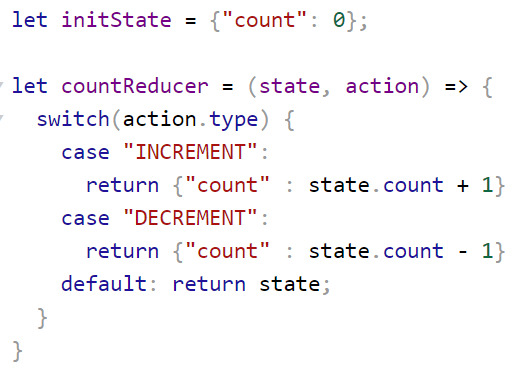 let initState = {"count": 0};
let countReducer = (state, action) => {
switch(action.type) {
case "INCREMENT":
return {"count" : state.count + 1}
case "DECREMENT":
return {"count" : state.count - 1}
default: return state;
}
}